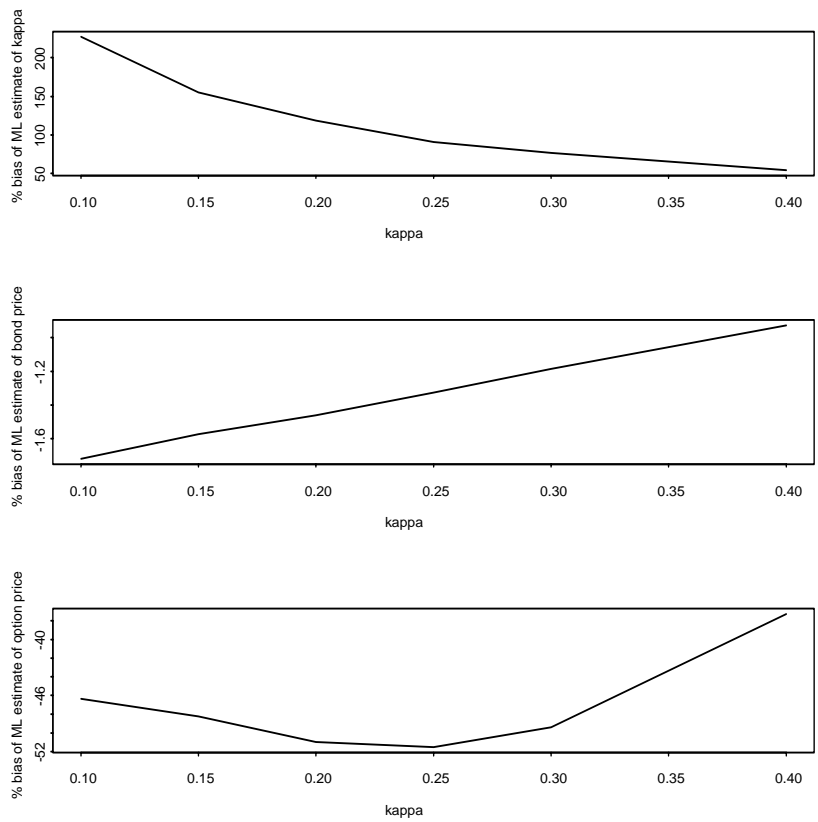 % bias of ML estimate of kappa
200
150
100
50
0.10 0.15 0.20 0.25 0.30 0.35 0.40
kappa
% bias of ML estimate of bond price
-1.2
-1.6
0.10 0.15 0.20 0.25 0.30 0.35 0.40
kappa
% bias of ML estimate of option price
-40
-46
-52
0.10 0.15 0.20 0.25 0.30 0.35 0.40
kappa